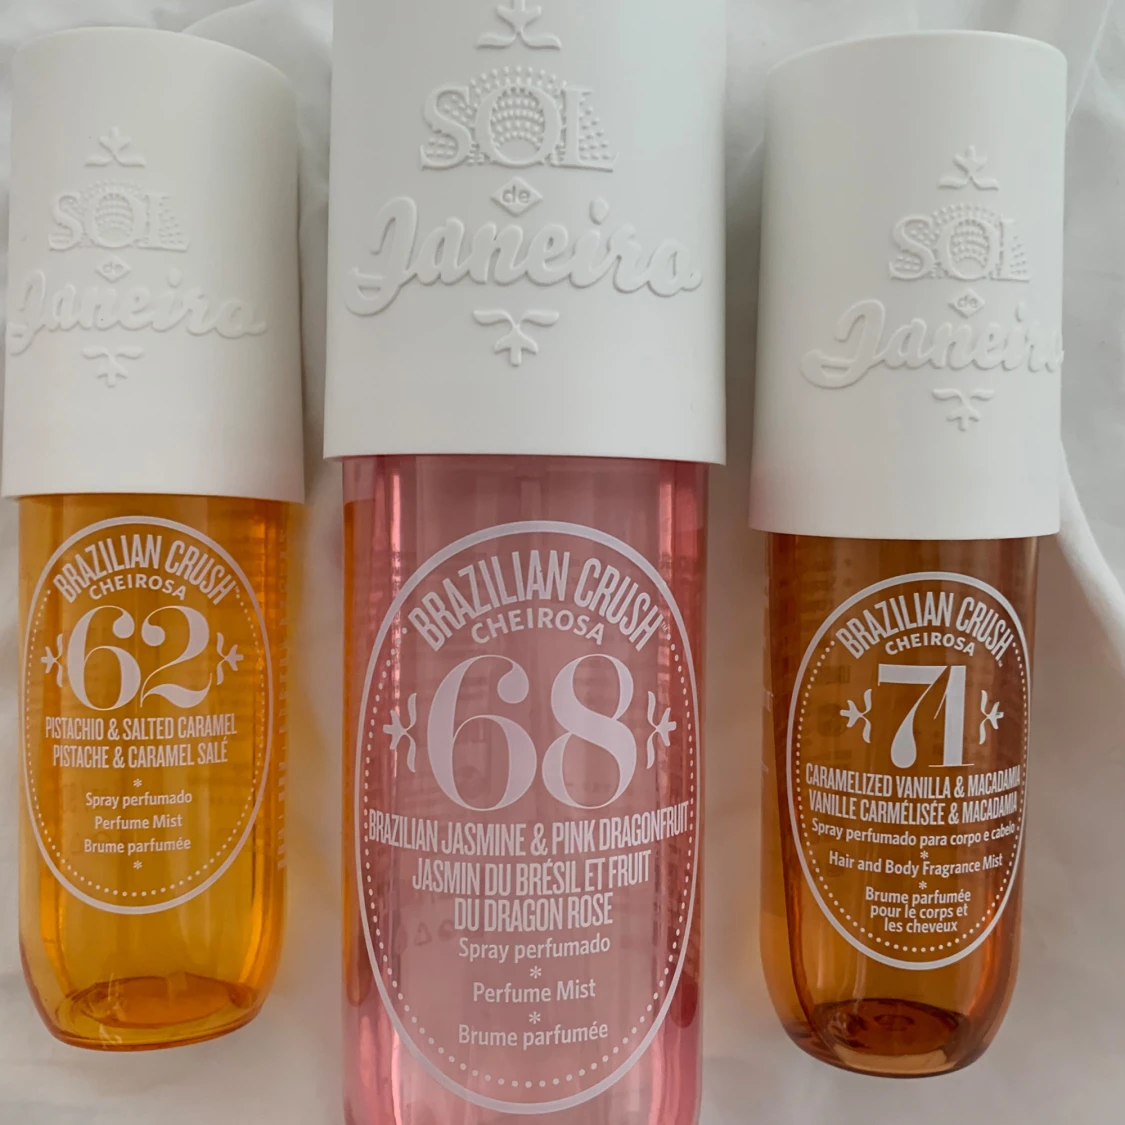 SOL
de
Janeiro
BRAZILIAN CRUSH
CHEIROSA
62
PISTACHIO & SALTED CARAMEL
PISTACHE & CARAMEL SALÉ
*
Spray perfumado
Perfume Mist
Brume parfumée
*
SOL
de
Janeiro
BRAZILIAN CRUSH™
CHEIROSA
68
BRAZILIAN JASMINE & PINK DRAGONFRUIT
JASMIN DU BRÉSIL ET FRUIT
DU DRAGON ROSE
Spray perfumado
*
Perfume Mist
*
Brume parfumée
SOL
de
Janeiro
BRAZILIAN CRUSH™
CHEIROSA
71
CARAMELIZED VANILLA & MACADAMIA
VANILLE CARMÉLISÉE & MACADAMIA
Spray perfumado para corpo e cabelo
*
Hair and Body Fragrance Mist
*
Brume parfumée
pour le corps et
les cheveux